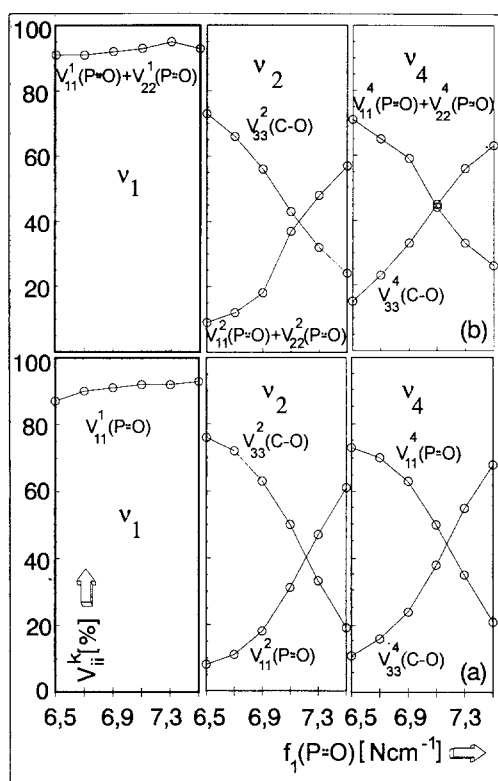 100
80
60
40
20
V¹₁₁(P=O)+V¹₂₂(P=O)
ν₁
ν₂
V²₃₃(C-O)
V²₁₁(P=O)+V²₂₂(P=O)
ν₄
V⁴₁₁(P=O)+V⁴₂₂(P=O)
V⁴₃₃(C-O)
(b)
100
80
60
40
20
0
V¹₁₁(P=O)
ν₁
Vᵏᵢᵢ[%]
ν₂
V²₃₃(C-O)
V²₁₁(P=O)
ν₄
V⁴₁₁(P=O)
V⁴₃₃(C-O)
(a)
6,5 6,9 7,3 6,5 6,9 7,3 6,5 6,9 7,3
f₁(P=O) [Ncm⁻¹]